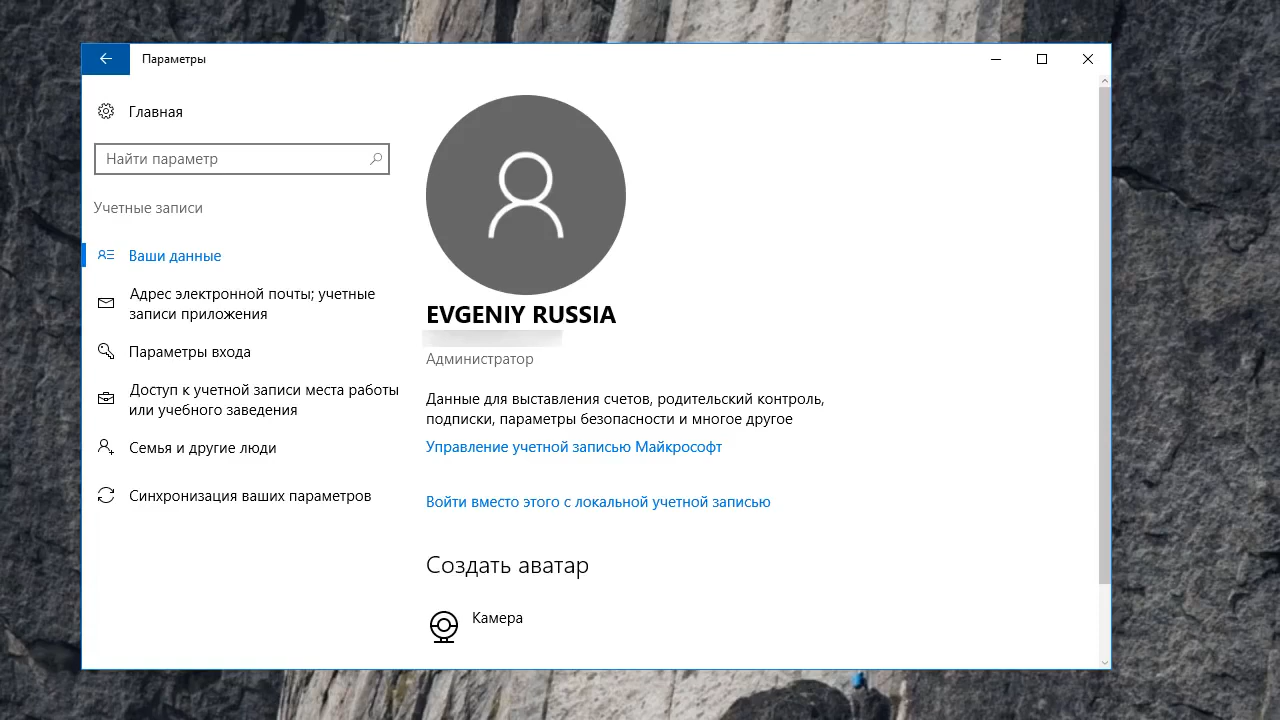 Параметры
Главная
Найти параметр
Учетные записи
Ваши данные
Адрес электронной почты; учетные
записи приложения
Параметры входа
Доступ к учетной записи места работы
или учебного заведения
Семья и другие люди
Синхронизация ваших параметров
EVGENIY RUSSIA
Администратор
Данные для выставления счетов, родительский контроль,
подписки, параметры безопасности и многое другое
Управление учетной записью Майкрософт
Войти вместо этого с локальной учетной записью
Создать аватар
Камера